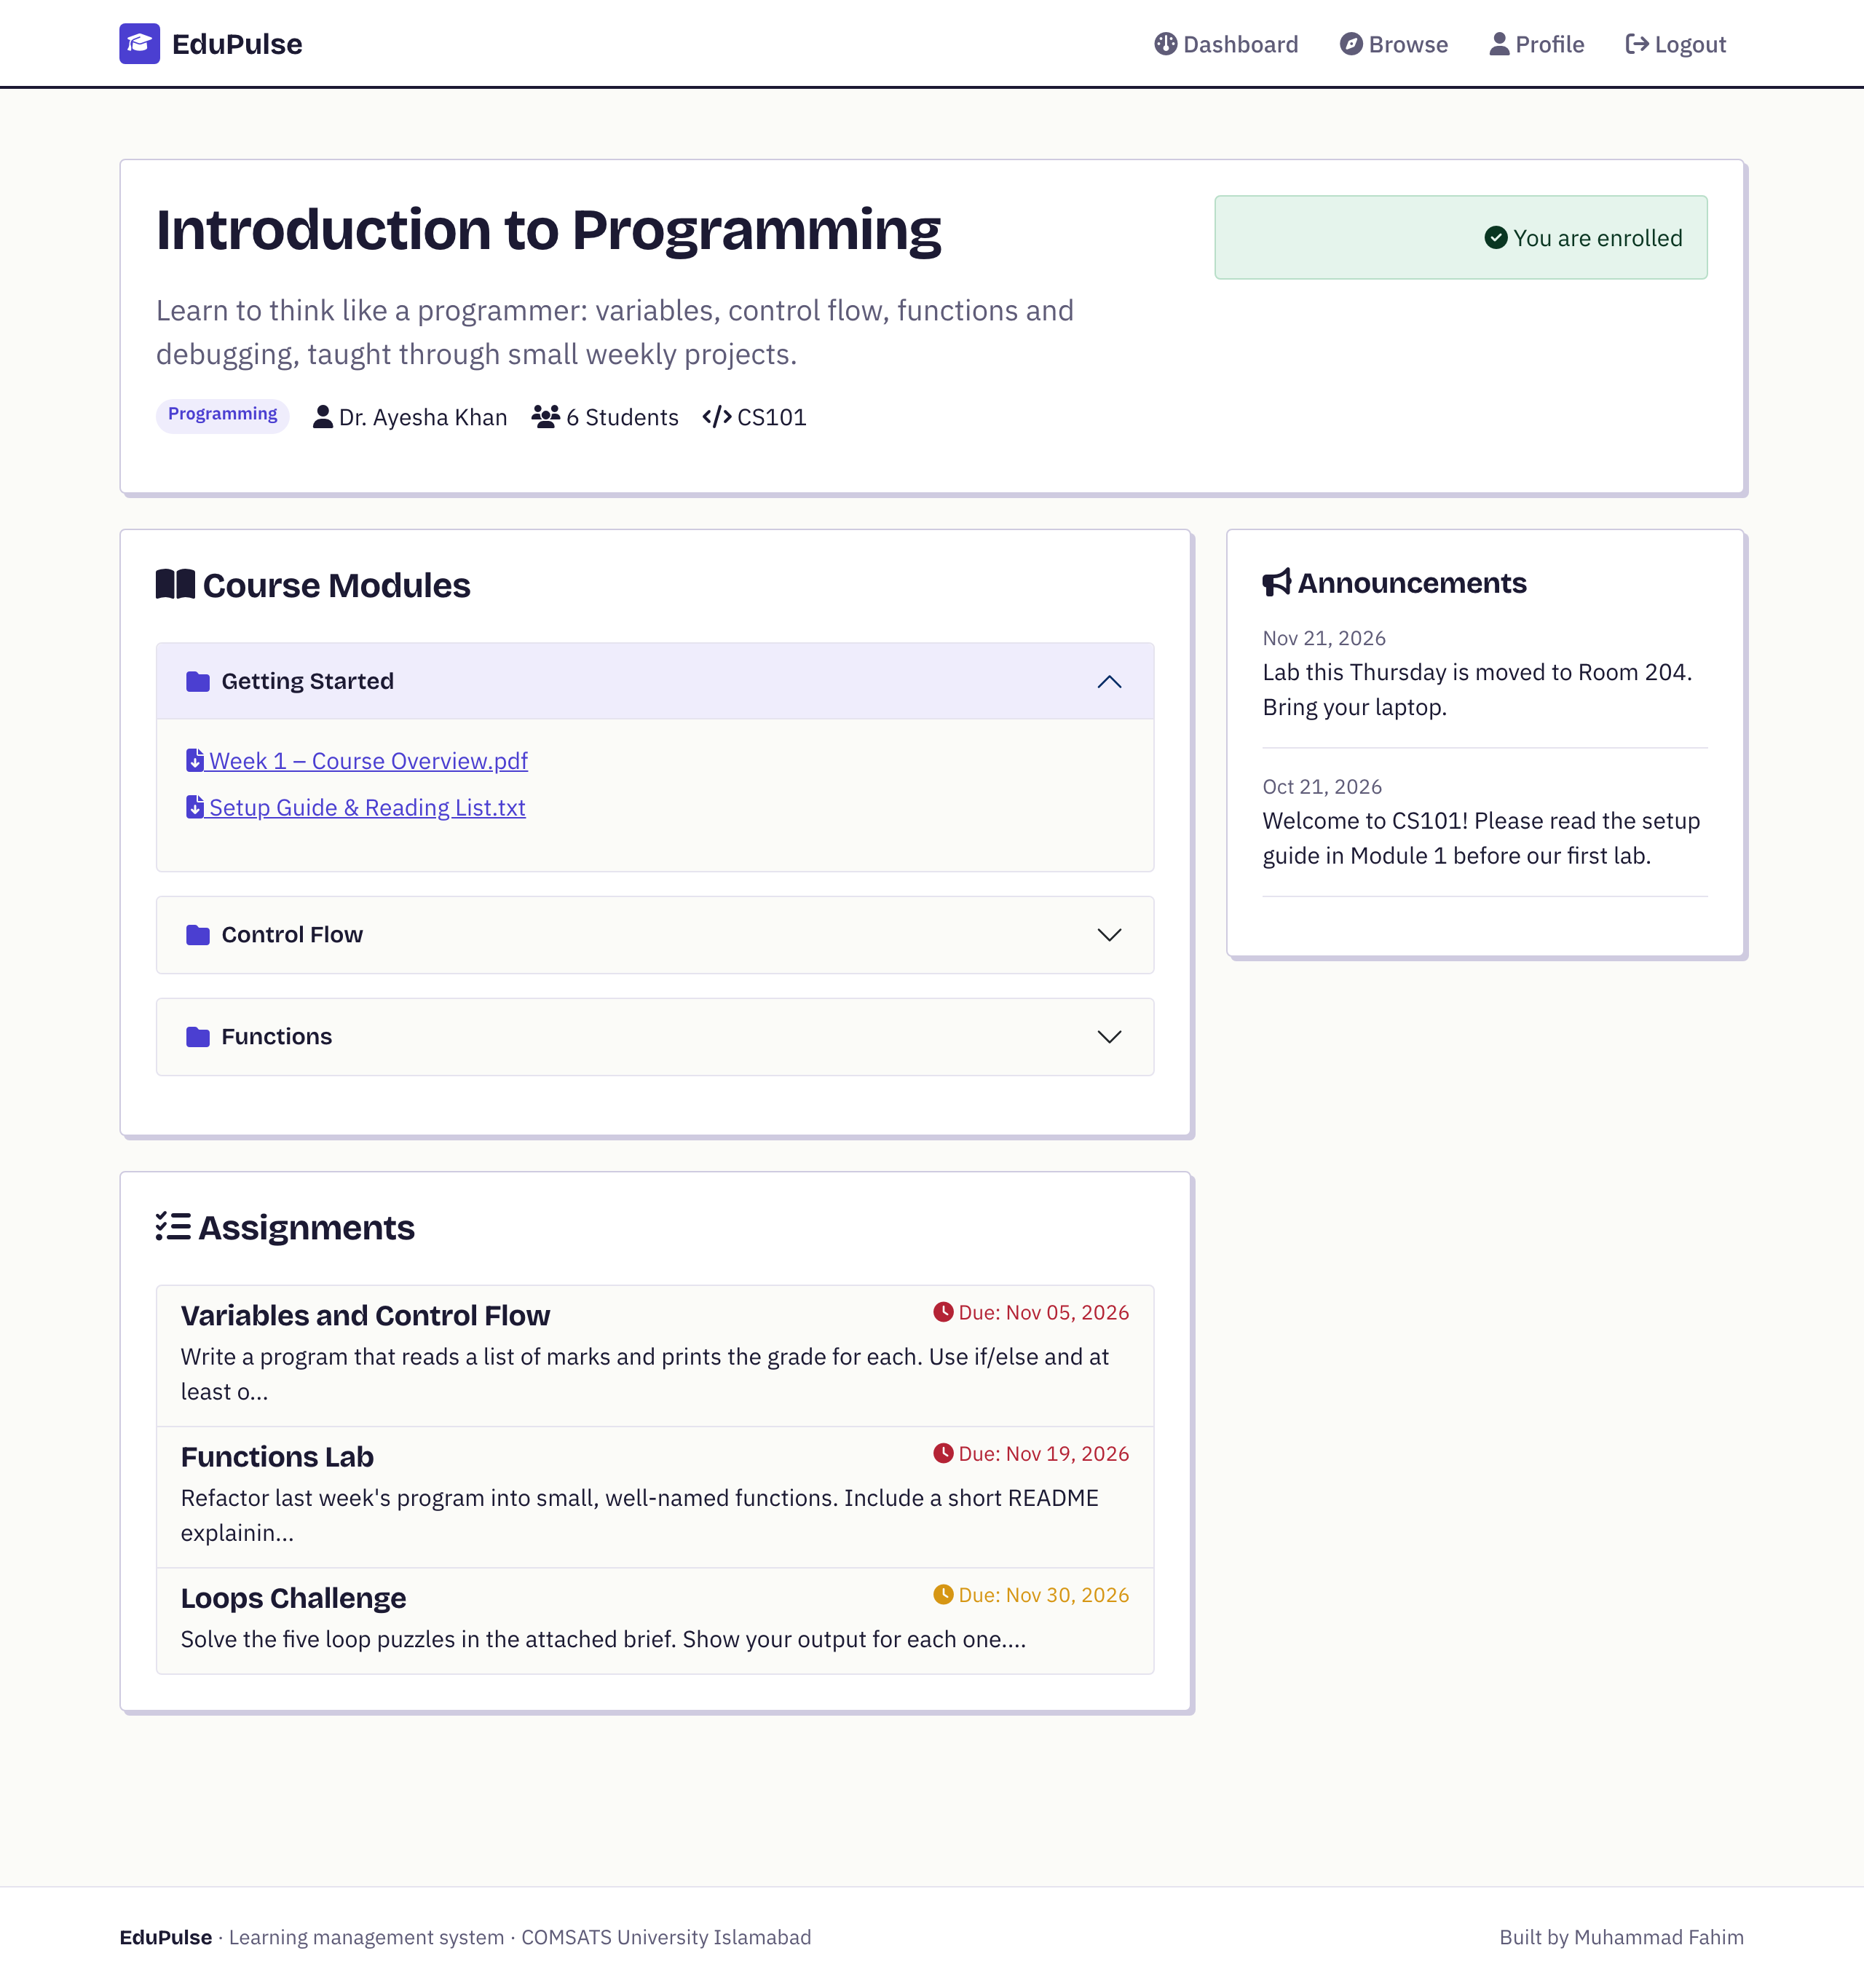 EduPulse
Dashboard
Browse
Profile
Logout
Introduction to Programming
You are enrolled
Learn to think like a programmer: variables, control flow, functions and
debugging, taught through small weekly projects.
Programming
Dr. Ayesha Khan
6 Students
CS101
Course Modules
Getting Started
Week 1 – Course Overview.pdf
Setup Guide & Reading List.txt
Control Flow
Functions
Announcements
Nov 21, 2026
Lab this Thursday is moved to Room 204.
Bring your laptop.
Oct 21, 2026
Welcome to CS101! Please read the setup
guide in Module 1 before our first lab.
Assignments
Variables and Control Flow
Due: Nov 05, 2026
Write a program that reads a list of marks and prints the grade for each. Use if/else and at
least o...
Functions Lab
Due: Nov 19, 2026
Refactor last week's program into small, well-named functions. Include a short README
explainin...
Loops Challenge
Due: Nov 30, 2026
Solve the five loop puzzles in the attached brief. Show your output for each one....
EduPulse · Learning management system · COMSATS University Islamabad
Built by Muhammad Fahim